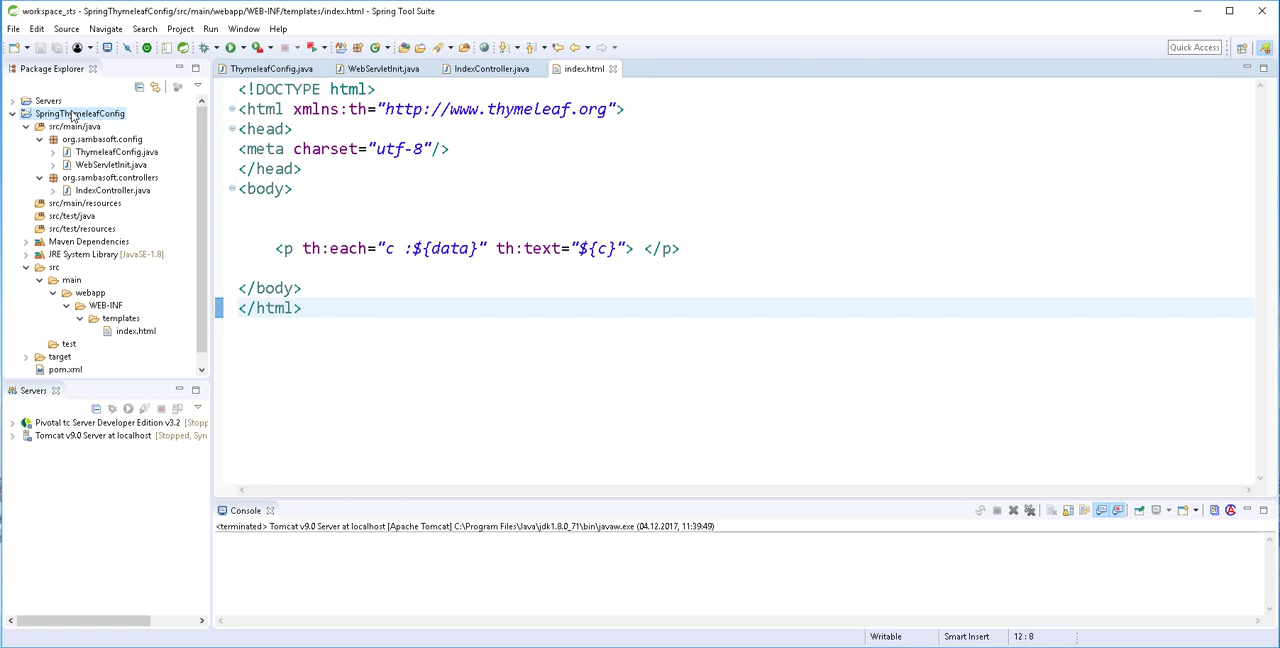 workspace_sts - SpringThymeleafConfig/src/main/webapp/WEB-INF/templates/index.html - Spring Tool Suite
File Edit Source Navigate Search Project Run Window Help
Quick Access
Package Explorer
Servers
SpringThymeleafConfig
src/main/java
org.sambasoft.config
ThymeleafConfig.java
WebServletInit.java
org.sambasoft.controllers
IndexController.java
src/main/resources
src/test/java
src/test/resources
Maven Dependencies
JRE System Library [JavaSE-1.8]
src
main
webapp
WEB-INF
templates
index.html
test
target
pom.xml
Servers
Pivotal tc Server Developer Edition v3.2 [Stopp
Tomcat v9.0 Server at localhost [Stopped, Syn
ThymeleafConfig.java WebServletInit.java IndexController.java index.html
<!DOCTYPE html>
<html xmlns:th="http://www.thymeleaf.org">
<head>
<meta charset="utf-8"/>
</head>
<body>
<p th:each="c :${data}" th:text="${c}"> </p>
</body>
</html>
Console
<terminated> Tomcat v9.0 Server at localhost [Apache Tomcat] C:\Program Files\Java\jdk1.8.0_71\bin\javaw.exe (04.12.2017, 11:39:49)
Writable Smart Insert 12 : 8